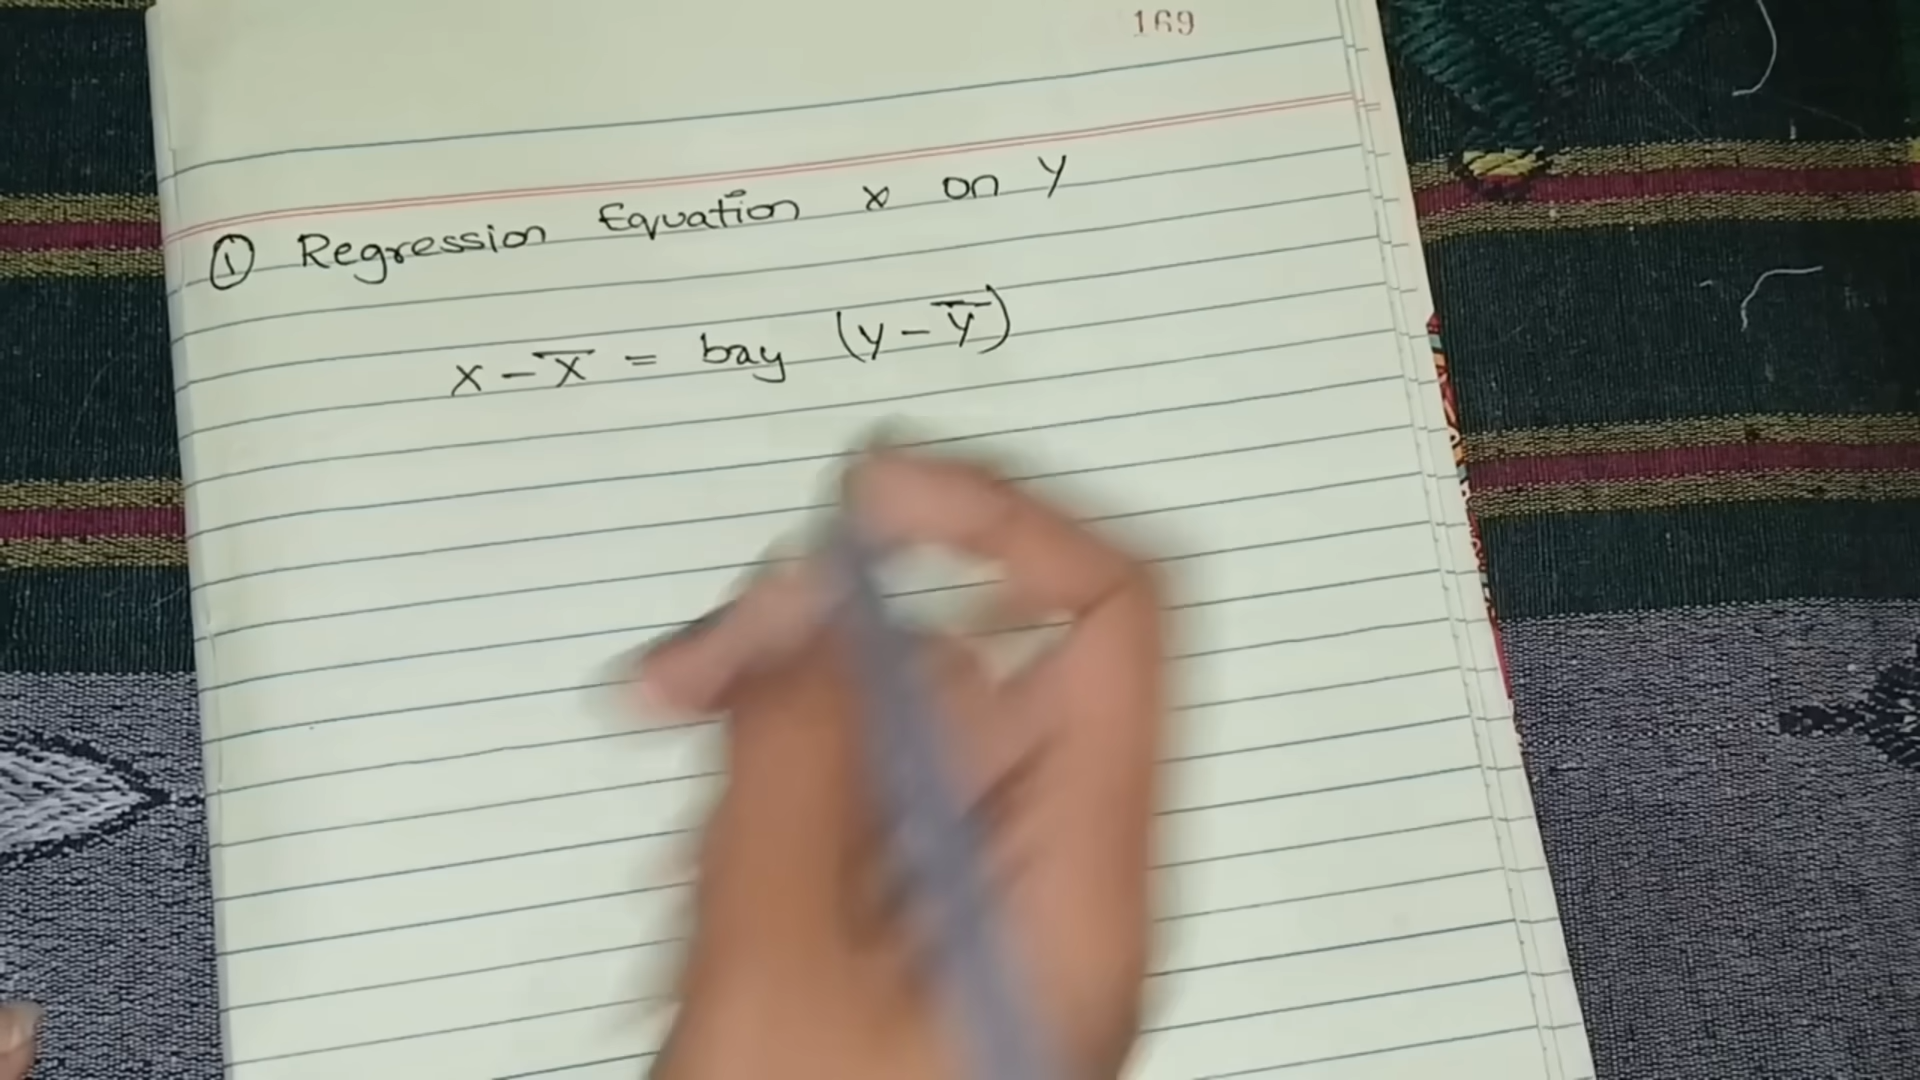 169
① Regression Equation x on y
x - x̅ = bxy (y - y̅)